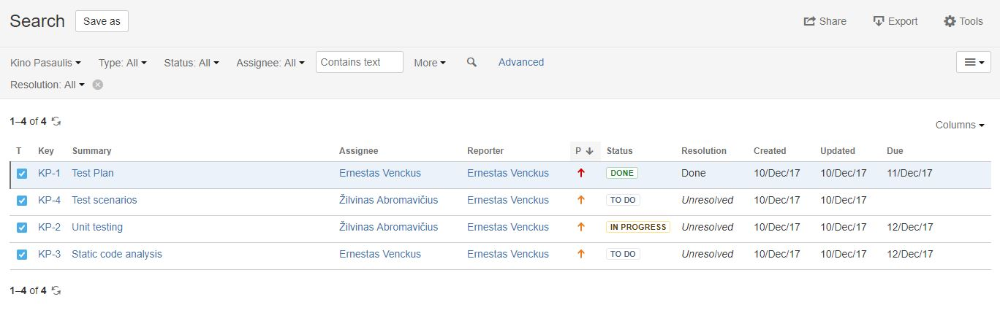 Search Save as Share Export Tools
Kino Pasaulis Type: All Status: All Assignee: All Contains text More Advanced
Resolution: All
1–4 of 4
Columns
T Key Summary Assignee Reporter P Status Resolution Created Updated Due
KP-1 Test Plan Ernestas Venckus Ernestas Venckus DONE Done 10/Dec/17 10/Dec/17 11/Dec/17
KP-4 Test scenarios Žilvinas Abromavičius Ernestas Venckus TO DO Unresolved 10/Dec/17 10/Dec/17
KP-2 Unit testing Žilvinas Abromavičius Ernestas Venckus IN PROGRESS Unresolved 10/Dec/17 10/Dec/17 12/Dec/17
KP-3 Static code analysis Ernestas Venckus Ernestas Venckus TO DO Unresolved 10/Dec/17 10/Dec/17 12/Dec/17
1–4 of 4